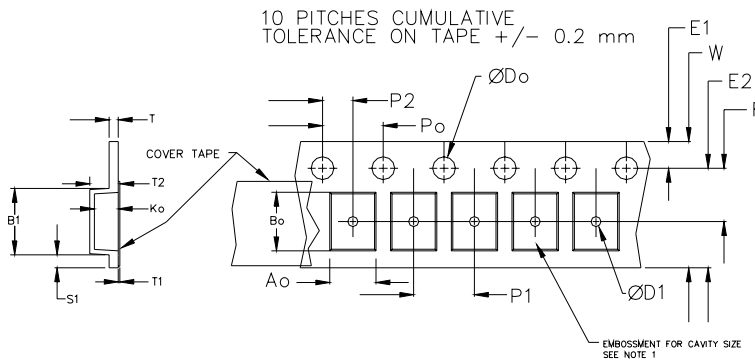 10 PITCHES CUMULATIVE
TOLERANCE ON TAPE +/- 0.2 mm
E1
W
E2
F
ØDo
P2
Po
T
COVER TAPE
T2
Ko
B1
Bo
T1
S1
Ao
P1
ØD1
EMBOSSMENT FOR CAVITY SIZE
SEE NOTE 1